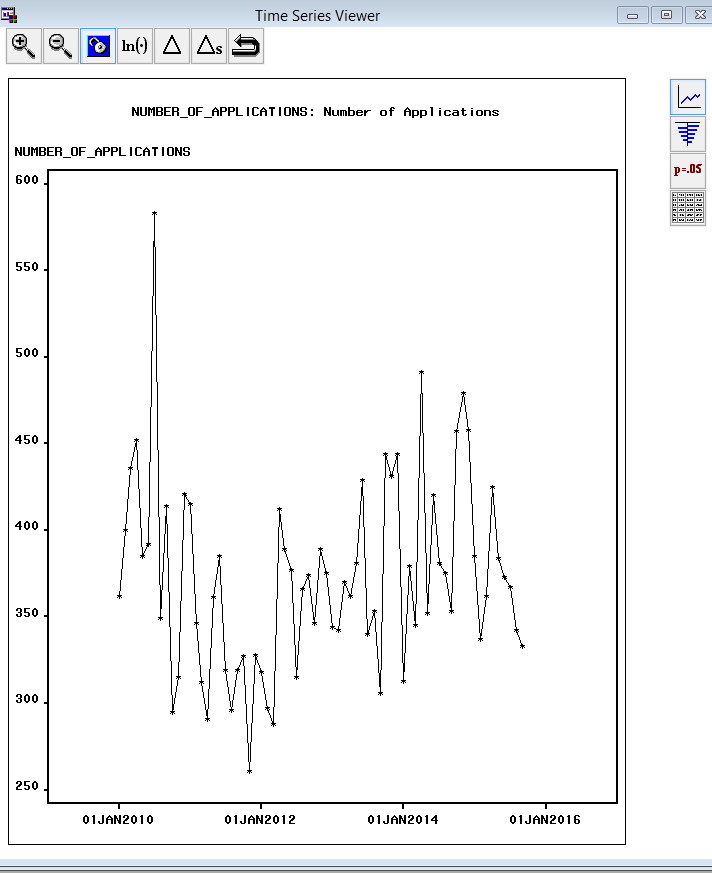 Time Series Viewer
ln(·) Δ Δs
p=.05
NUMBER_OF_APPLICATIONS: Number of Applications
NUMBER_OF_APPLICATIONS
600
550
500
450
400
350
300
250
01JAN2010 01JAN2012 01JAN2014 01JAN2016